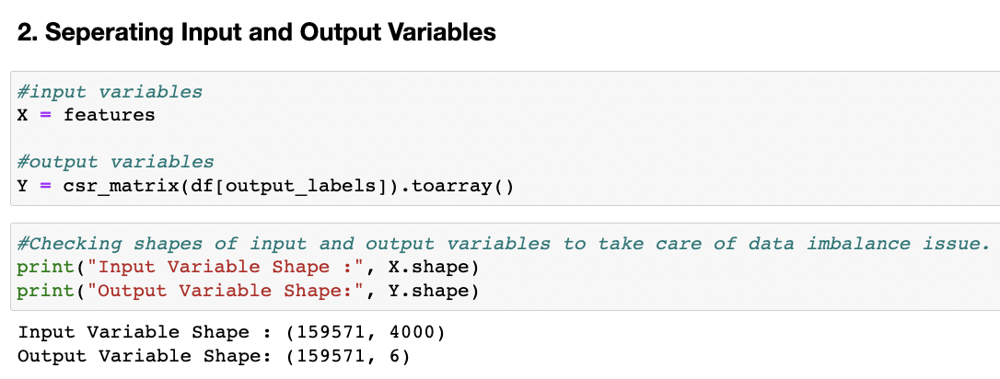 2. Seperating Input and Output Variables
#input variables
X = features
#output variables
Y = csr_matrix(df[output_labels]).toarray()
#Checking shapes of input and output variables to take care of data imbalance issue.
print("Input Variable Shape :", X.shape)
print("Output Variable Shape:", Y.shape)
Input Variable Shape : (159571, 4000)
Output Variable Shape: (159571, 6)